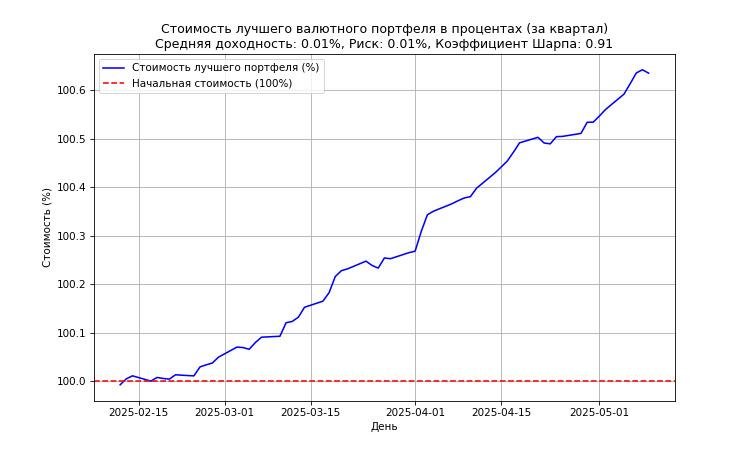 Стоимость лучшего валютного портфеля в процентах (за квартал)
Средняя доходность: 0.01%, Риск: 0.01%, Коэффициент Шарпа: 0.91
Стоимость лучшего портфеля (%)
Начальная стоимость (100%)
Стоимость (%)
100.6
100.5
100.4
100.3
100.2
100.1
100.0
2025-02-15 2025-03-01 2025-03-15 2025-04-01 2025-04-15 2025-05-01
День